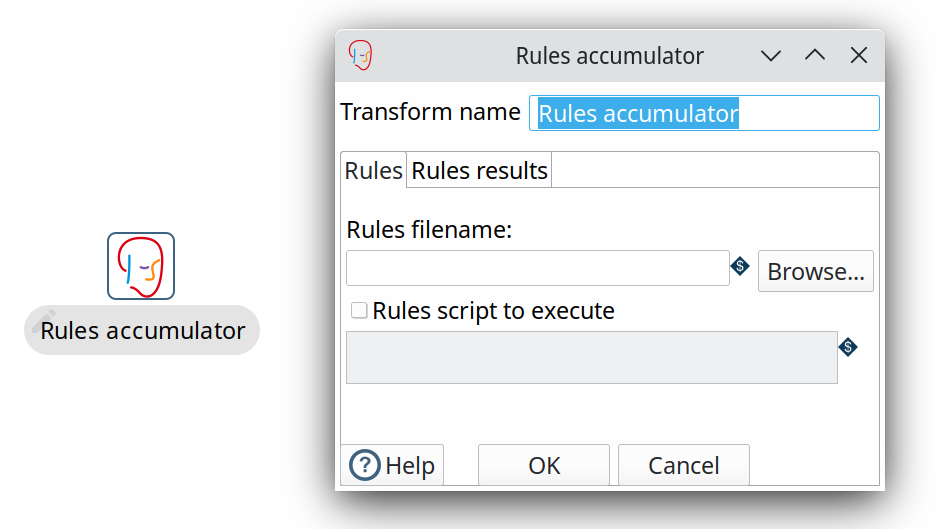 Rules accumulator
Transform name Rules accumulator
Rules Rules results
Rules filename:
$ Browse...
Rules script to execute
$
? Help OK Cancel
Rules accumulator